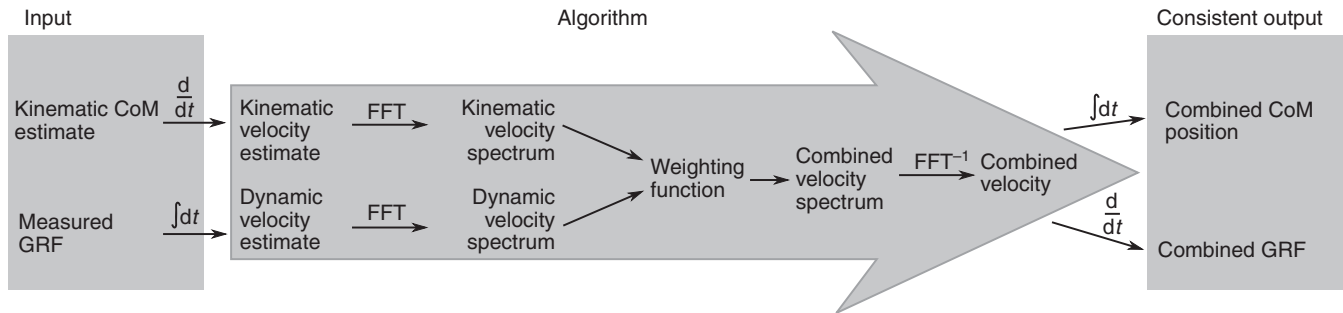 Input
Algorithm
Consistent output
Kinematic CoM
estimate
d
dt
Kinematic
velocity
estimate
FFT
Kinematic
velocity
spectrum
Measured
GRF
∫dt
Dynamic
velocity
estimate
FFT
Dynamic
velocity
spectrum
Weighting
function
Combined
velocity
spectrum
FFT⁻¹
Combined
velocity
∫dt
Combined CoM
position
d
dt
Combined GRF